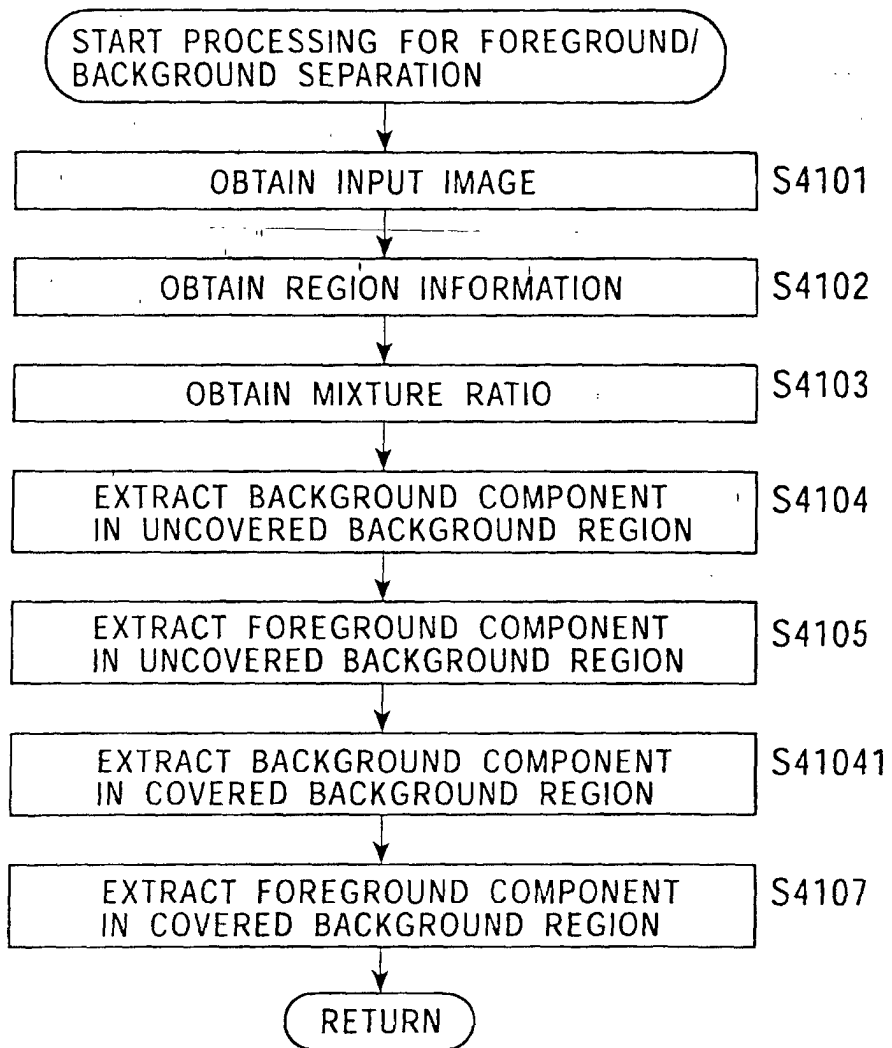 START PROCESSING FOR FOREGROUND/
BACKGROUND SEPARATION
OBTAIN INPUT IMAGE S4101
OBTAIN REGION INFORMATION S4102
OBTAIN MIXTURE RATIO S4103
EXTRACT BACKGROUND COMPONENT S4104
IN UNCOVERED BACKGROUND REGION
EXTRACT FOREGROUND COMPONENT S4105
IN UNCOVERED BACKGROUND REGION
EXTRACT BACKGROUND COMPONENT S41041
IN COVERED BACKGROUND REGION
EXTRACT FOREGROUND COMPONENT S4107
IN COVERED BACKGROUND REGION
RETURN